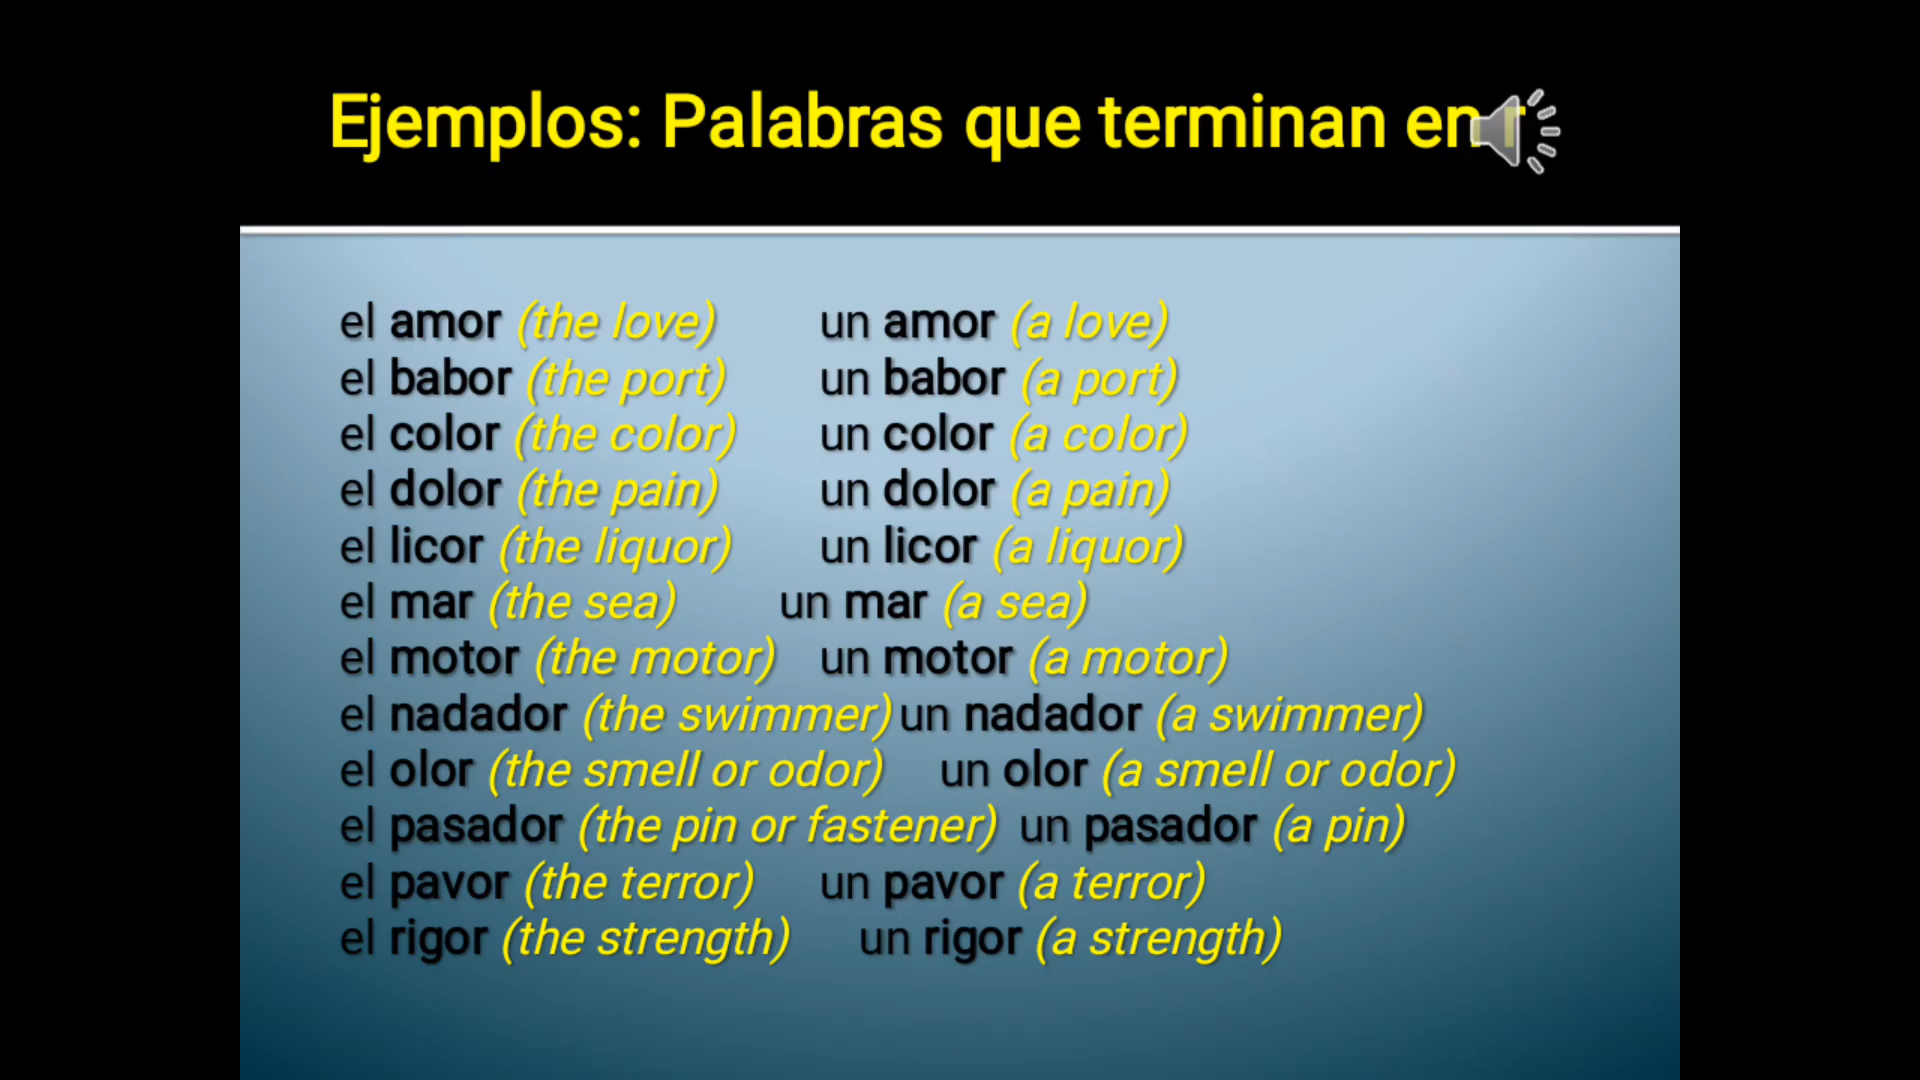 Ejemplos: Palabras que terminan en r
el amor (the love) un amor (a love)
el babor (the port) un babor (a port)
el color (the color) un color (a color)
el dolor (the pain) un dolor (a pain)
el licor (the liquor) un licor (a liquor)
el mar (the sea) un mar (a sea)
el motor (the motor) un motor (a motor)
el nadador (the swimmer) un nadador (a swimmer)
el olor (the smell or odor) un olor (a smell or odor)
el pasador (the pin or fastener) un pasador (a pin)
el pavor (the terror) un pavor (a terror)
el rigor (the strength) un rigor (a strength)